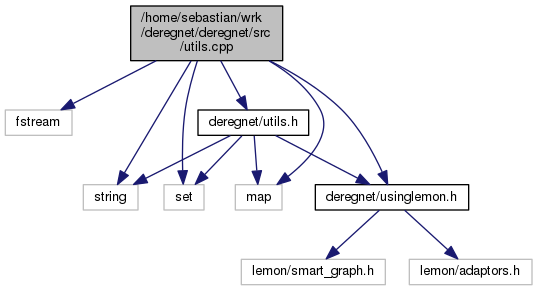 /home/sebastian/wrk
/deregnet/deregnet/src
/utils.cpp
fstream
deregnet/utils.h
string
set
map
deregnet/usinglemon.h
lemon/smart_graph.h
lemon/adaptors.h